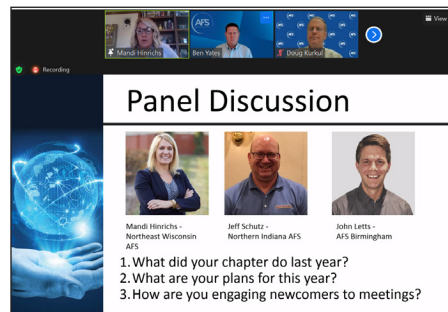 AFS
Mandi Hinrichs
Ben Yates
Doug Kurkul
View
Recording
Panel Discussion
Mandi Hinrichs -
Northeast Wisconsin
AFS
Jeff Schutz -
Northern Indiana AFS
John Letts -
AFS Birmingham
1. What did your chapter do last year?
2. What are your plans for this year?
3. How are you engaging newcomers to meetings?